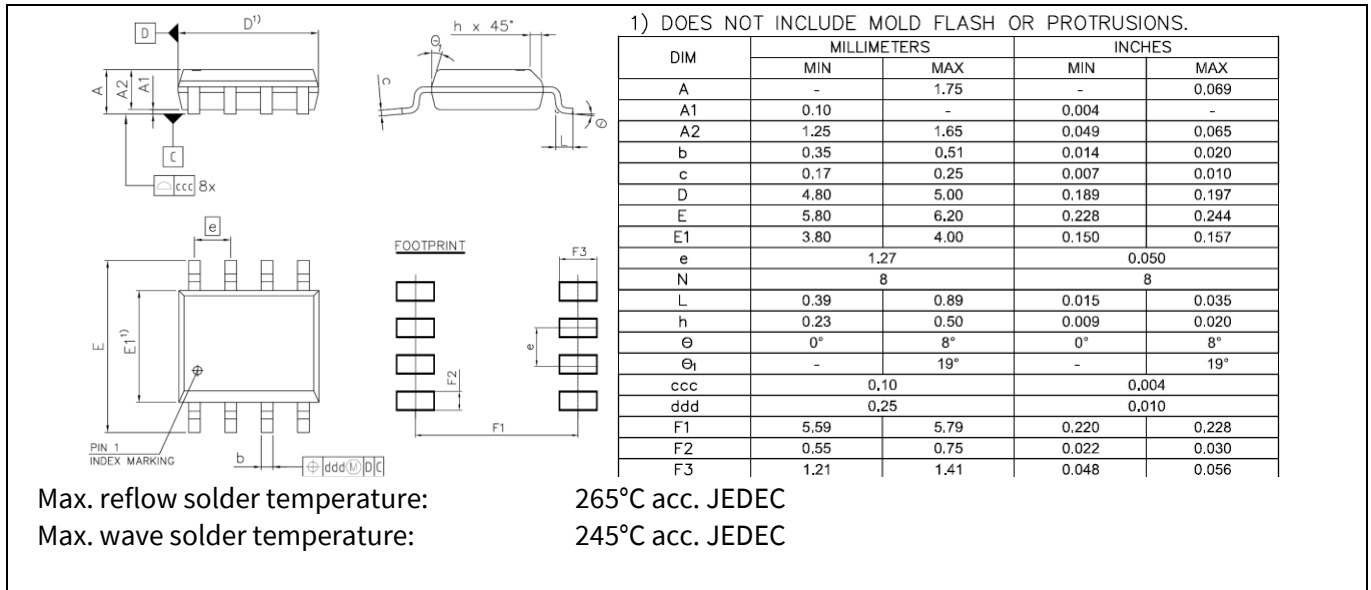 D
D¹⁾
A
A2
A1
C
ccc 8x
h x 45°
Θ₁
c
L
Θ
e
E
E1¹⁾
PIN 1
INDEX MARKING
b
ddd Ⓜ D C
FOOTPRINT
F3
e
F2
F1
1) DOES NOT INCLUDE MOLD FLASH OR PROTRUSIONS.
DIM MILLIMETERS INCHES
MIN MAX MIN MAX
A - 1.75 - 0.069
A1 0.10 - 0.004 -
A2 1.25 1.65 0.049 0.065
b 0.35 0.51 0.014 0.020
c 0.17 0.25 0.007 0.010
D 4.80 5.00 0.189 0.197
E 5.80 6.20 0.228 0.244
E1 3.80 4.00 0.150 0.157
e 1.27 0.050
N 8 8
L 0.39 0.89 0.015 0.035
h 0.23 0.50 0.009 0.020
Θ 0° 8° 0° 8°
Θ₁ - 19° - 19°
ccc 0.10 0.004
ddd 0.25 0.010
F1 5.59 5.79 0.220 0.228
F2 0.55 0.75 0.022 0.030
F3 1.21 1.41 0.048 0.056
Max. reflow solder temperature: 265°C acc. JEDEC
Max. wave solder temperature: 245°C acc. JEDEC